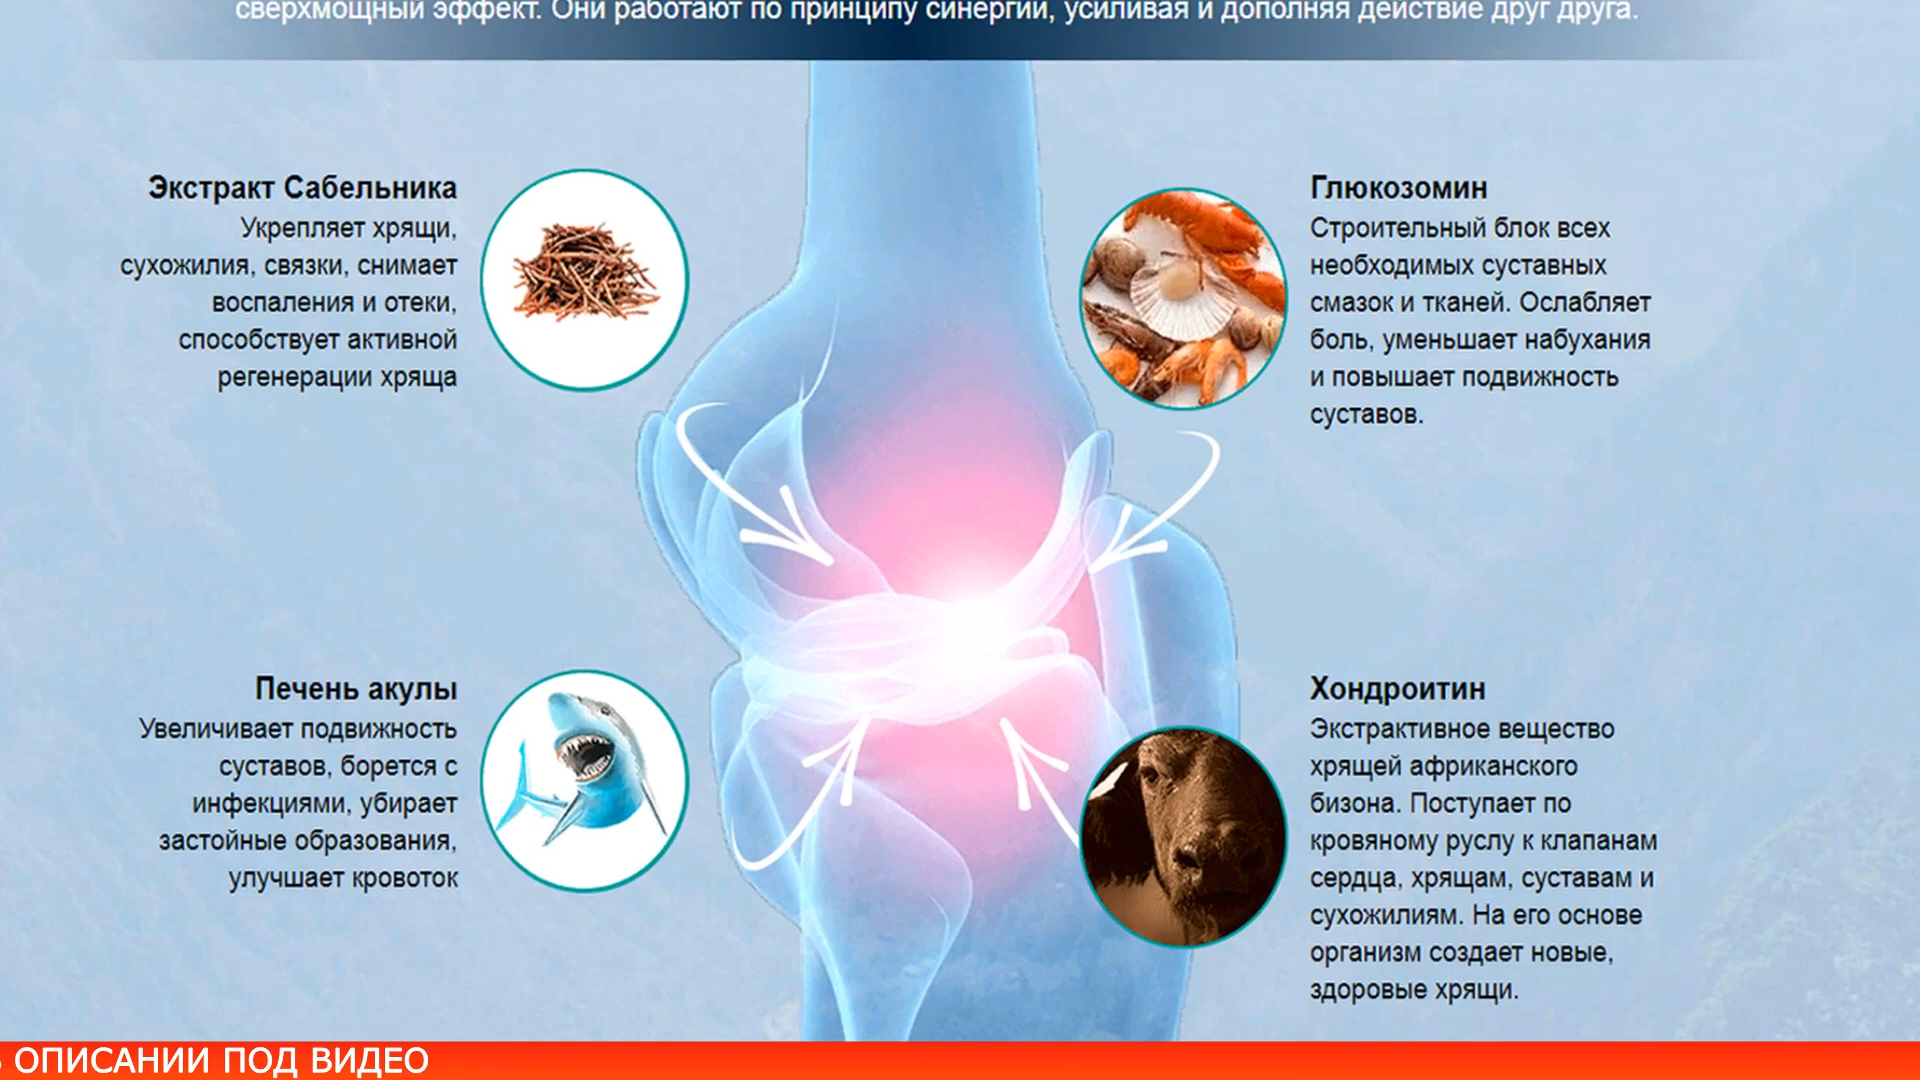 сверхмощный эффект. Они работают по принципу синергии, усиливая и дополняя действие друг друга.
Экстракт Сабельника
Укрепляет хрящи,
сухожилия, связки, снимает
воспаления и отеки,
способствует активной
регенерации хряща
Глюкозомин
Строительный блок всех
необходимых суставных
смазок и тканей. Ослабляет
боль, уменьшает набухания
и повышает подвижность
суставов.
Печень акулы
Увеличивает подвижность
суставов, борется с
инфекциями, убирает
застойные образования,
улучшает кровоток
Хондроитин
Экстрактивное вещество
хрящей африканского
бизона. Поступает по
кровяному руслу к клапанам
сердца, хрящам, суставам и
сухожилиям. На его основе
организм создает новые,
здоровые хрящи.
ОПИСАНИИ ПОД ВИДЕО